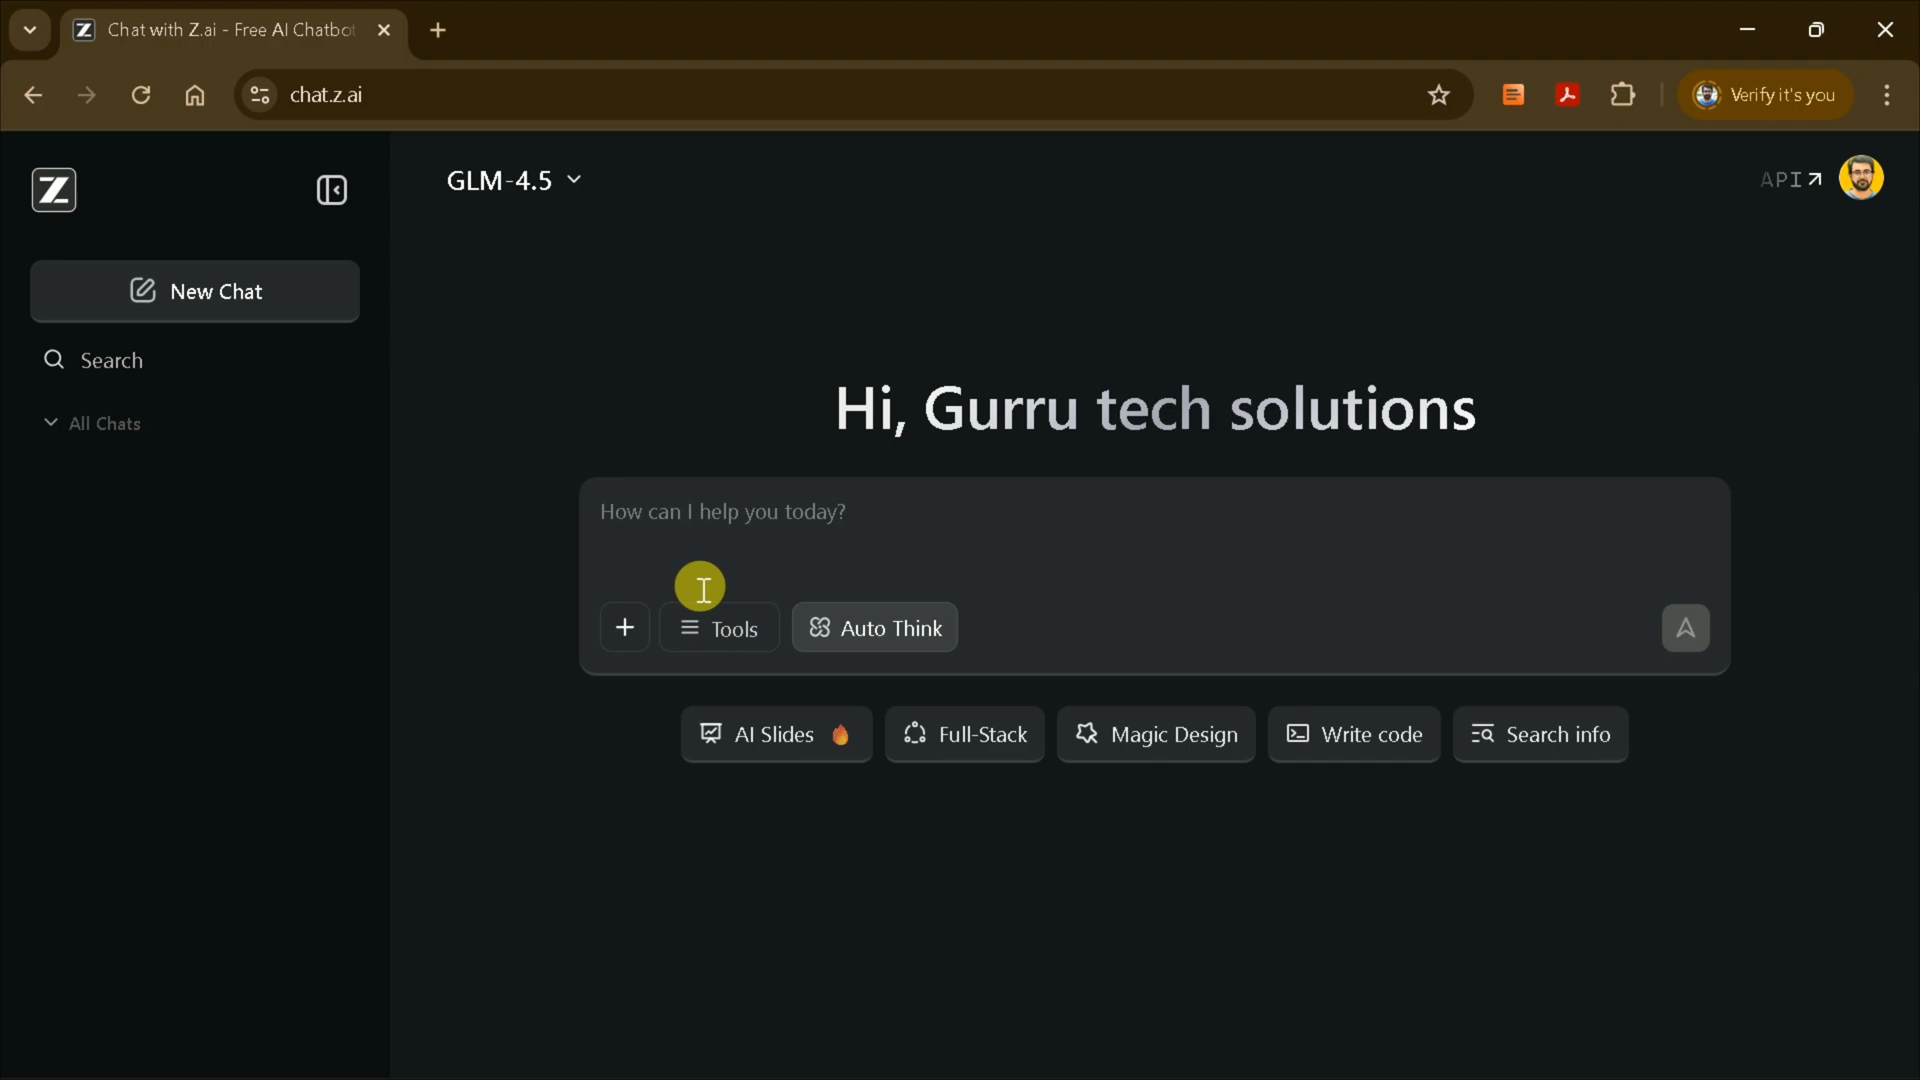 Chat with Z.ai - Free AI Chatbot
chat.z.ai
Verify it's you
Z
GLM-4.5
API
New Chat
Search
All Chats
Hi, Gurru tech solutions
How can I help you today?
Tools
Auto Think
AI Slides
Full-Stack
Magic Design
Write code
Search info